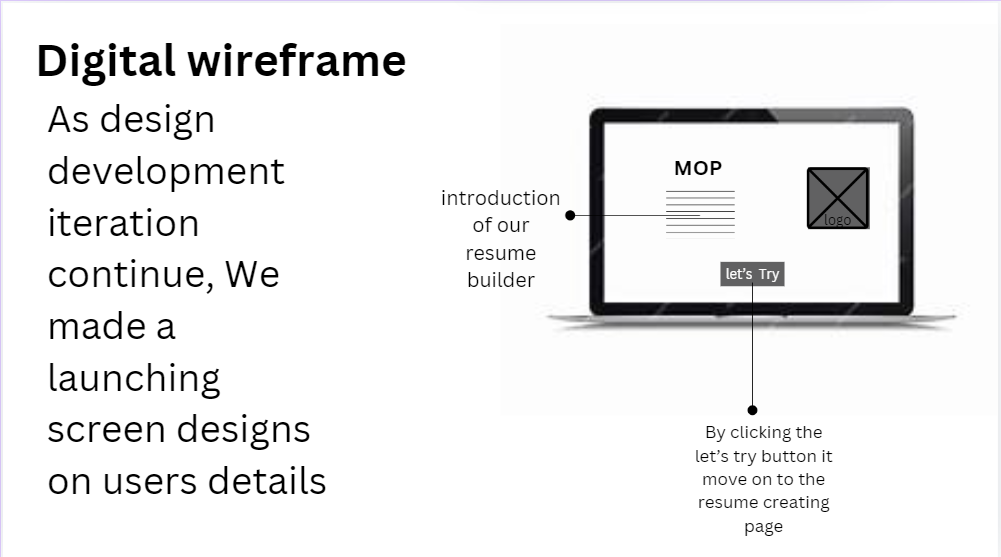 Digital wireframe
As design
development
iteration
continue, We
made a
launching
screen designs
on users details
introduction
of our
resume
builder
MOP
logo
let's Try
By clicking the
let's try button it
move on to the
resume creating
page